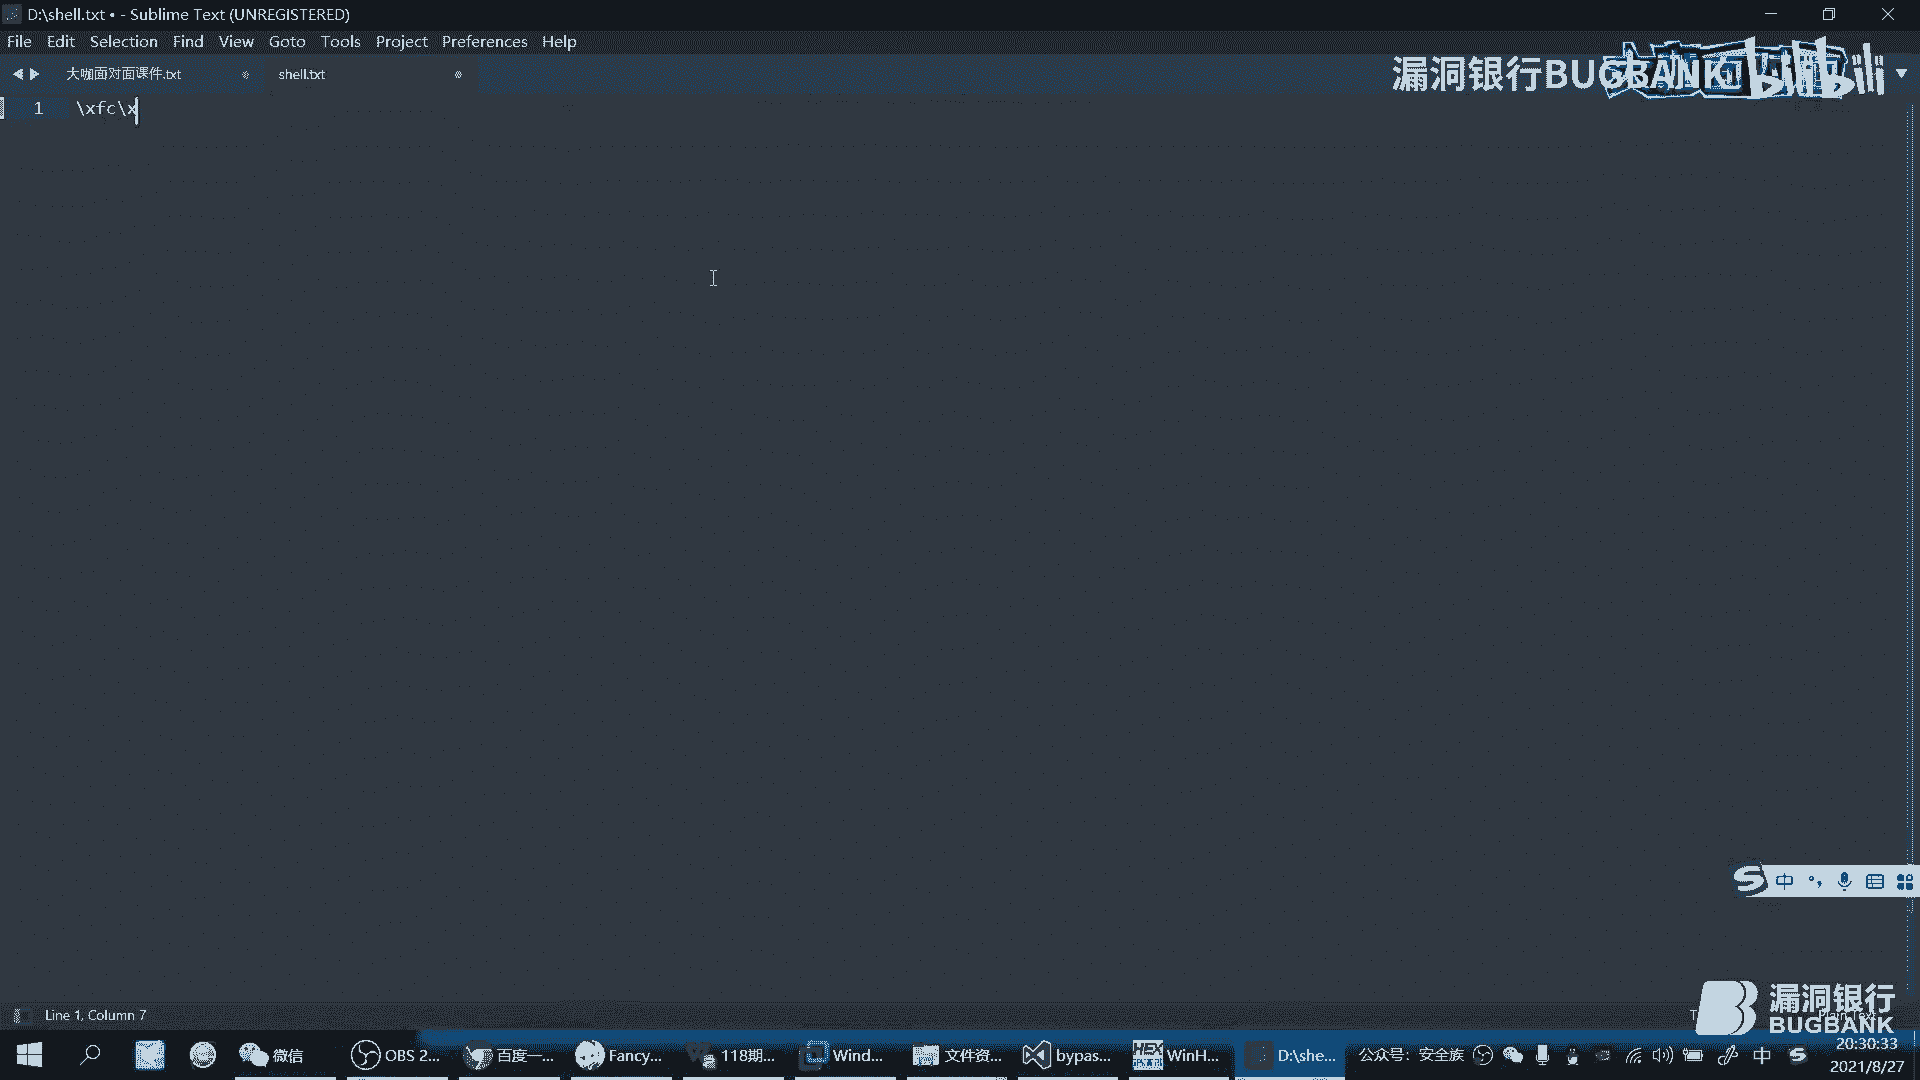 D:\shell.txt • - Sublime Text (UNREGISTERED)
File Edit Selection Find View Goto Tools Project Preferences Help
漏洞银行BUGBANK
bilibili
大咖面对面课件.txt
shell.txt
1 \xfc\x
中
Line 1, Column 7
漏洞银行
BUGBANK
微信
OBS 2...
百度一...
Fancy...
118期...
Wind...
文件资...
bypas...
WinH...
D:\she...
公众号：安全族
中
20:30:33
2021/8/27